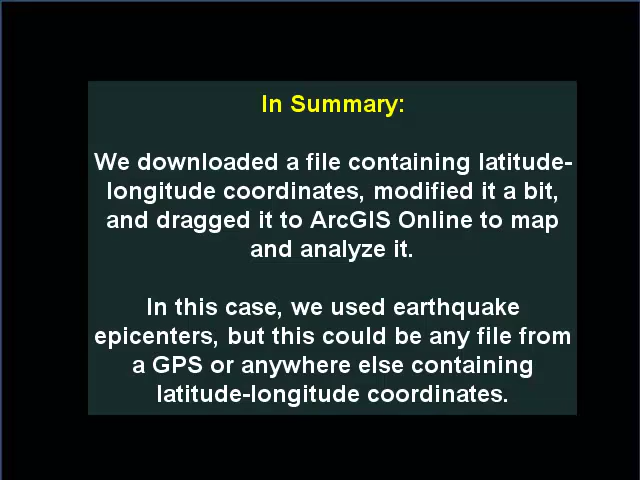 In Summary:
We downloaded a file containing latitude-
longitude coordinates, modified it a bit,
and dragged it to ArcGIS Online to map
and analyze it.
In this case, we used earthquake
epicenters, but this could be any file from
a GPS or anywhere else containing
latitude-longitude coordinates.